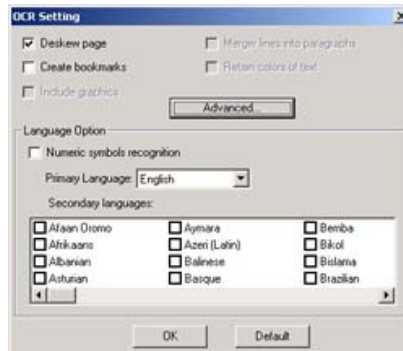 OCR Setting
Deskew page
Merger lines into paragraphs
Create bookmarks
Retain colors of text
Include graphics
Advanced...
Language Option
Numeric symbols recognition
Primary Language: English
Secondary languages:
Afaan Oromo Aymara Bemba
Afrikaans Azeri (Latin) Bikol
Albanian Balinese Bislama
Asturian Basque Brazilian
OK Default